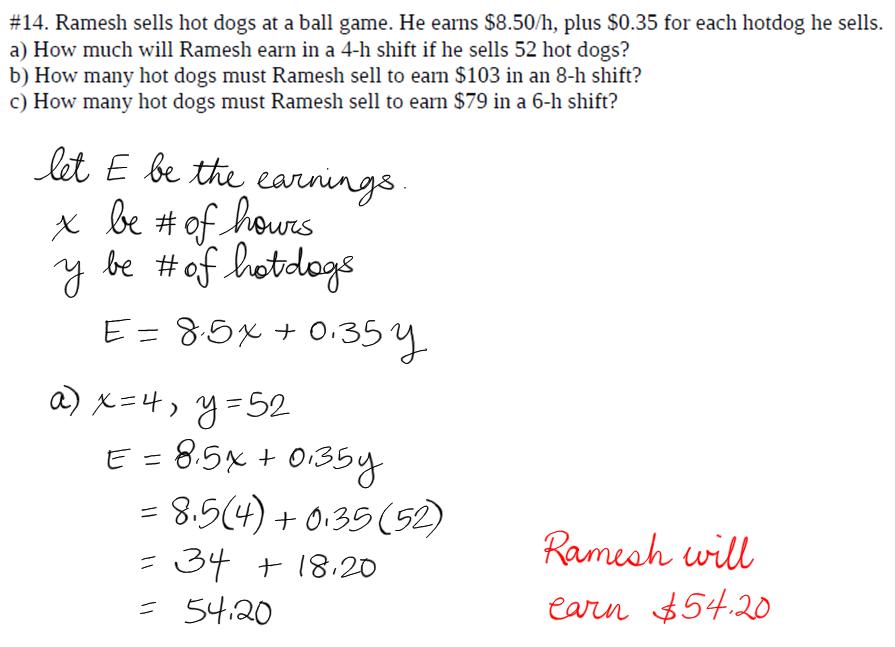 #14. Ramesh sells hot dogs at a ball game. He earns $8.50/h, plus $0.35 for each hotdog he sells.
a) How much will Ramesh earn in a 4-h shift if he sells 52 hot dogs?
b) How many hot dogs must Ramesh sell to earn $103 in an 8-h shift?
c) How many hot dogs must Ramesh sell to earn $79 in a 6-h shift?
let E be the earnings.
x be # of hours
y be # of hotdogs
E = 8.5x + 0.35y
a) x=4, y=52
E = 8.5x + 0.35y
= 8.5(4) + 0.35(52)
= 34 + 18.20
= 54.20
Ramesh will
earn $54.20